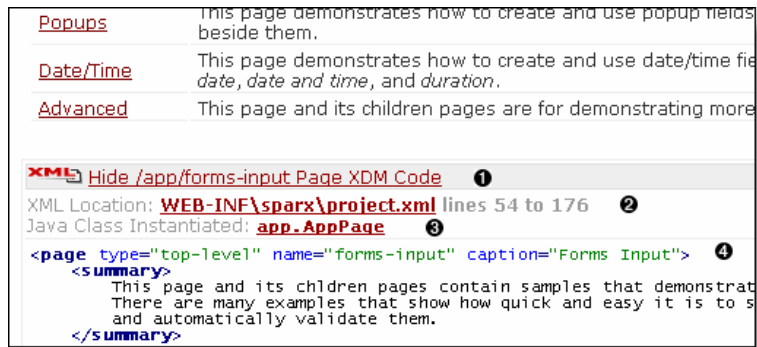 This page demonstrates how to create and use popup fields
Popups
beside them.
This page demonstrates how to create and use date/time fie
Date/Time
date, date and time, and duration.
Advanced This page and its children pages are for demonstrating more
XML Hide /app/forms-input Page XDM Code ❶
XML Location: WEB-INF\sparx\project.xml lines 54 to 176 ❷
Java Class Instantiated: app.AppPage ❸
<page type="top-level" name="forms-input" caption="Forms Input"> ❹
<summary>
This page and its chldren pages contain samples that demonstrat
There are many examples that show how quick and easy it is to s
and automatically validate them.
</summary>